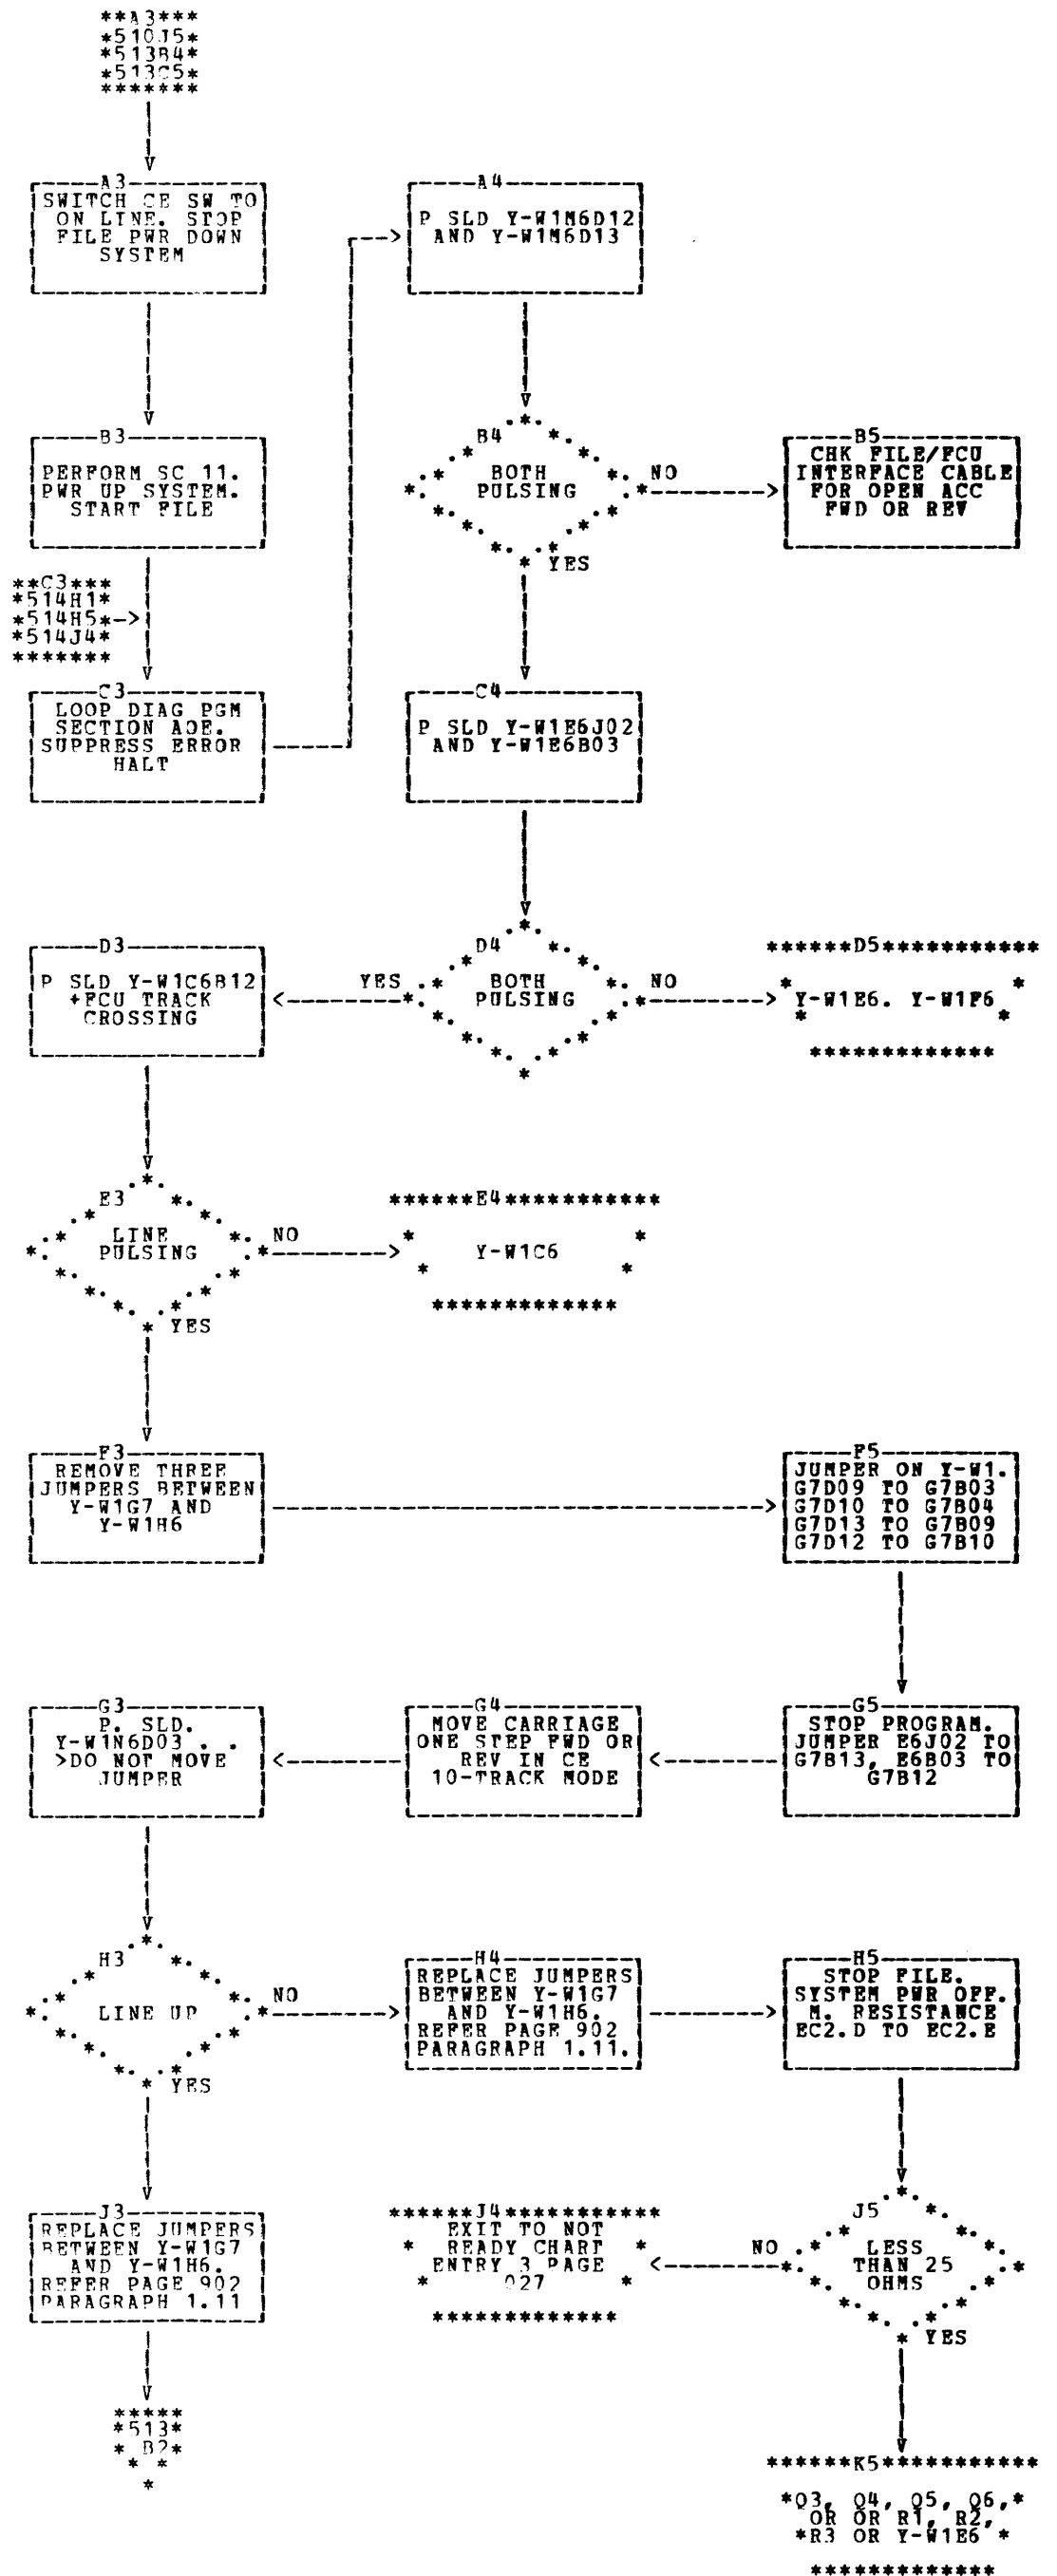 **A3***
*510J5*
*513B4*
*513C5*
*******
A3
SWITCH CE SW TO
ON LINE. STOP
FILE PWR DOWN
SYSTEM
A4
P SLD Y-W1M6D12
AND Y-W1M6D13
B3
PERFORM SC 11.
PWR UP SYSTEM.
START FILE
B4
BOTH
PULSING
NO
YES
B5
CHK FILE/FCU
INTERFACE CABLE
FOR OPEN ACC
FWD OR REV
**C3***
*514H1*
*514H5*->
*514J4*
*******
C3
LOOP DIAG PGM
SECTION A0E.
SUPPRESS ERROR
HALT
C4
P SLD Y-W1E6J02
AND Y-W1E6B03
D3
P SLD Y-W1C6B12
+FCU TRACK
CROSSING
YES
D4
BOTH
PULSING
NO
******D5***********
Y-W1E6. Y-W1F6
E3
LINE
PULSING
NO
YES
******E4***********
Y-W1C6
F3
REMOVE THREE
JUMPERS BETWEEN
Y-W1G7 AND
Y-W1H6
F5
JUMPER ON Y-W1.
G7D09 TO G7B03
G7D10 TO G7B04
G7D13 TO G7B09
G7D12 TO G7B10
G3
P. SLD.
Y-W1N6D03 . .
>DO NOT MOVE
JUMPER
G4
MOVE CARRIAGE
ONE STEP FWD OR
REV IN CE
10-TRACK MODE
G5
STOP PROGRAM.
JUMPER E6J02 TO
G7B13, E6B03 TO
G7B12
H3
LINE UP
NO
YES
H4
REPLACE JUMPERS
BETWEEN Y-W1G7
AND Y-W1H6.
REFER PAGE 902
PARAGRAPH 1.11.
H5
STOP FILE.
SYSTEM PWR OFF.
M. RESISTANCE
EC2.D TO EC2.E
J3
REPLACE JUMPERS
BETWEEN Y-W1G7
AND Y-W1H6.
REFER PAGE 902
PARAGRAPH 1.11
******J4***********
EXIT TO NOT
* READY CHART *
ENTRY 3 PAGE
* 027 *
*************
NO
J5
LESS
THAN 25
OHMS
YES
*****
*513*
* B2*
* *
*
******K5***********
*Q3, Q4, Q5, Q6,*
OR OR R1, R2,
*R3 OR Y-W1E6 *
*************